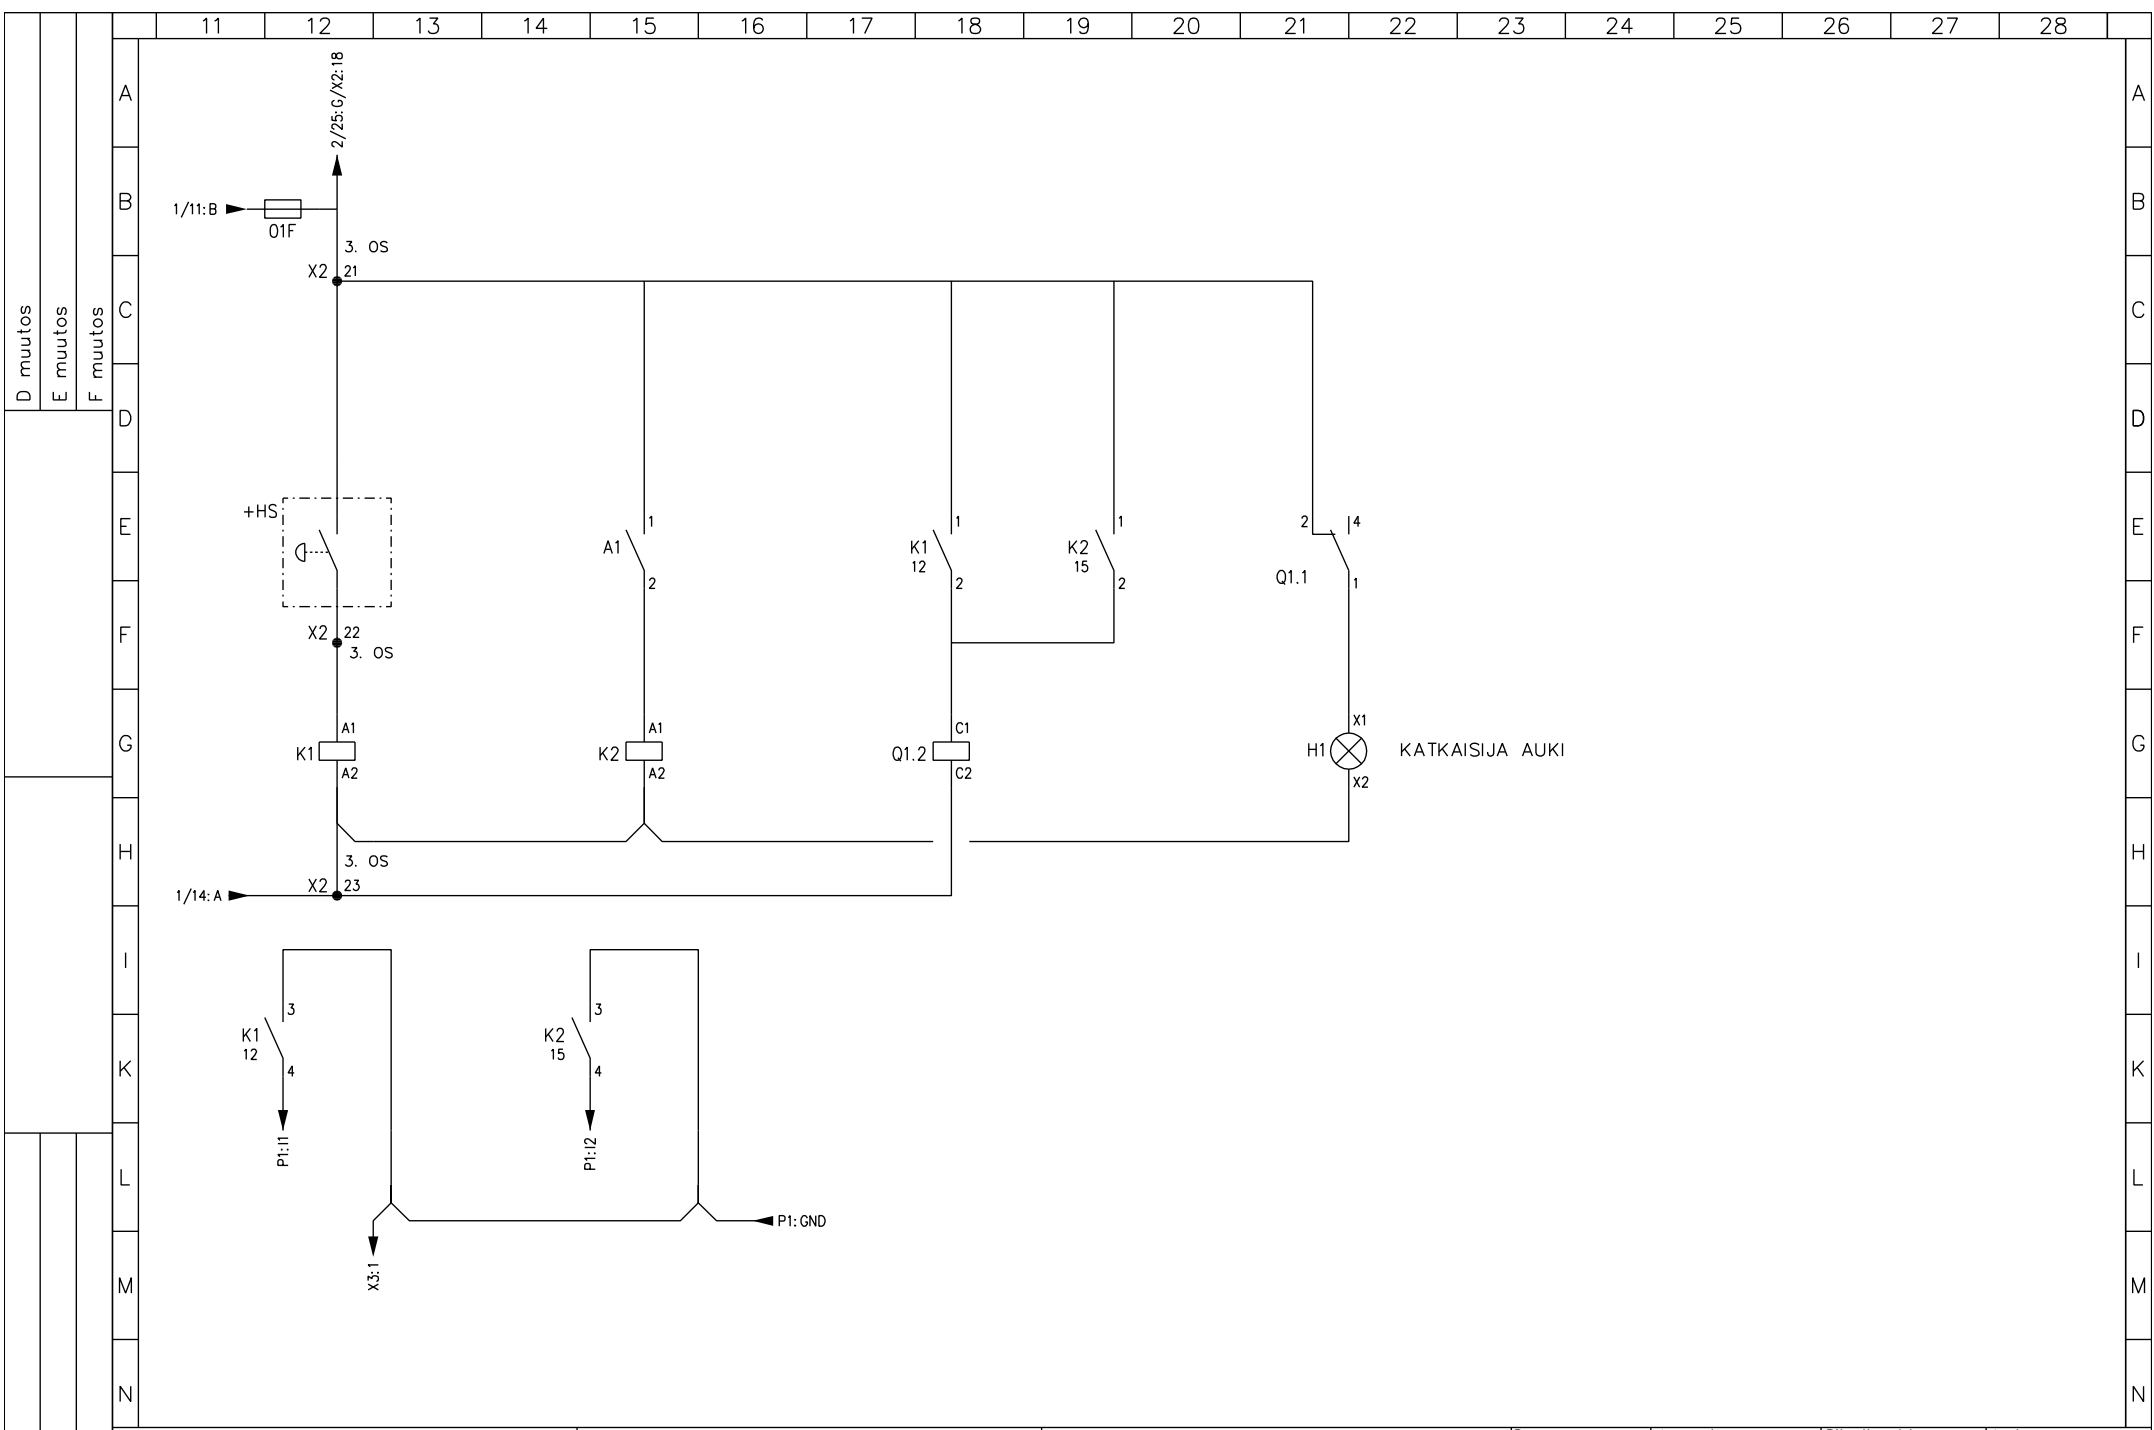 11 12 13 14 15 16 17 18 19 20 21 22 23 24 25 26 27 28
D muutos
E muutos
F muutos
A A
2/25:G/X2:18
B B
1/11:B
01F
3. OS
X2 21
C C
D D
+HS
E E
1
A1
2
1
K1
12
2
1
K2
15
2
2 4
Q1.1
1
F F
X2 22
3. OS
G G
A1
K1
A2
A1
K2
A2
C1
Q1.2
C2
X1
H1 KATKAISIJA AUKI
X2
H H
3. OS
X2 23
1/14:A
I I
3
K1
12
4
P1:I1
3
K2
15
4
P1:I2
K K
L L
P1:GND
X3:1
M M
N N